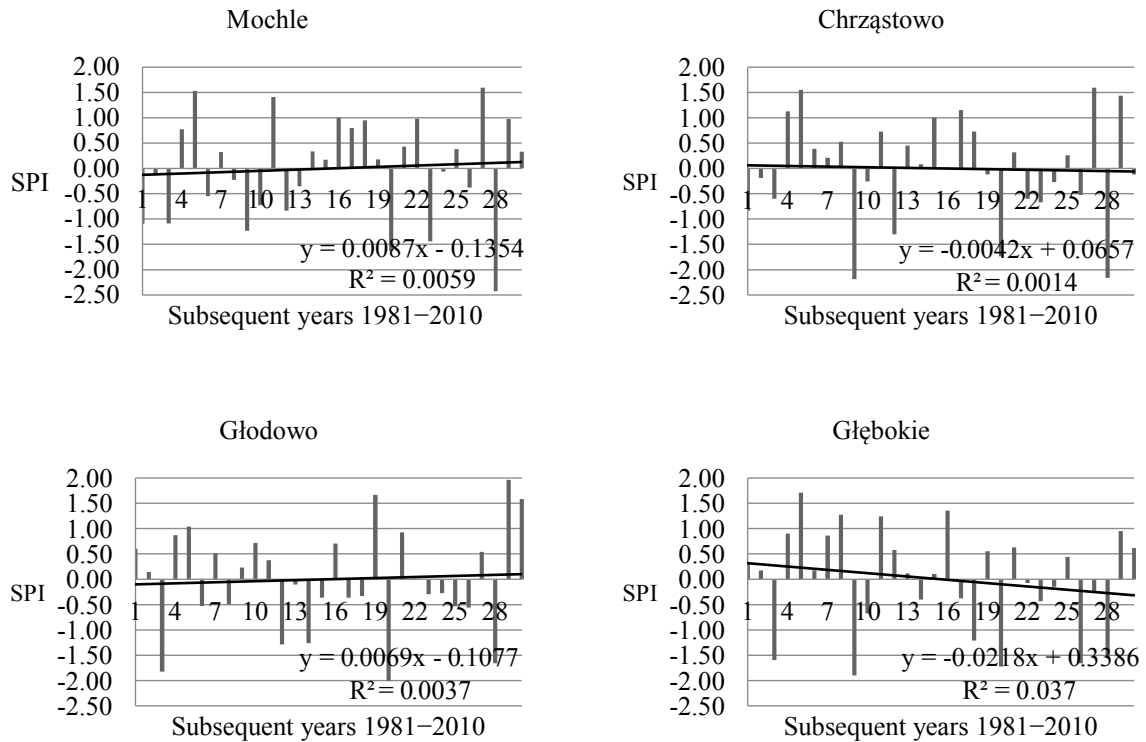 Mochle
2.00
1.50
1.00
0.50
0.00
-0.50
-1.00
-1.50
-2.00
-2.50
SPI
1 4 7 10 13 16 19 22 25 28
y = 0.0087x - 0.1354
R² = 0.0059
Subsequent years 1981−2010
Chrząstowo
2.00
1.50
1.00
0.50
0.00
-0.50
-1.00
-1.50
-2.00
-2.50
SPI
1 4 7 10 13 16 19 22 25 28
y = -0.0042x + 0.0657
R² = 0.0014
Subsequent years 1981−2010
Głodowo
2.00
1.50
1.00
0.50
0.00
-0.50
-1.00
-1.50
-2.00
-2.50
SPI
1 4 7 10 13 16 19 22 25 28
y = 0.0069x - 0.1077
R² = 0.0037
Subsequent years 1981−2010
Głębokie
2.00
1.50
1.00
0.50
0.00
-0.50
-1.00
-1.50
-2.00
-2.50
SPI
1 4 7 10 13 16 19 22 25 28
y = -0.0218x + 0.3386
R² = 0.037
Subsequent years 1981−2010